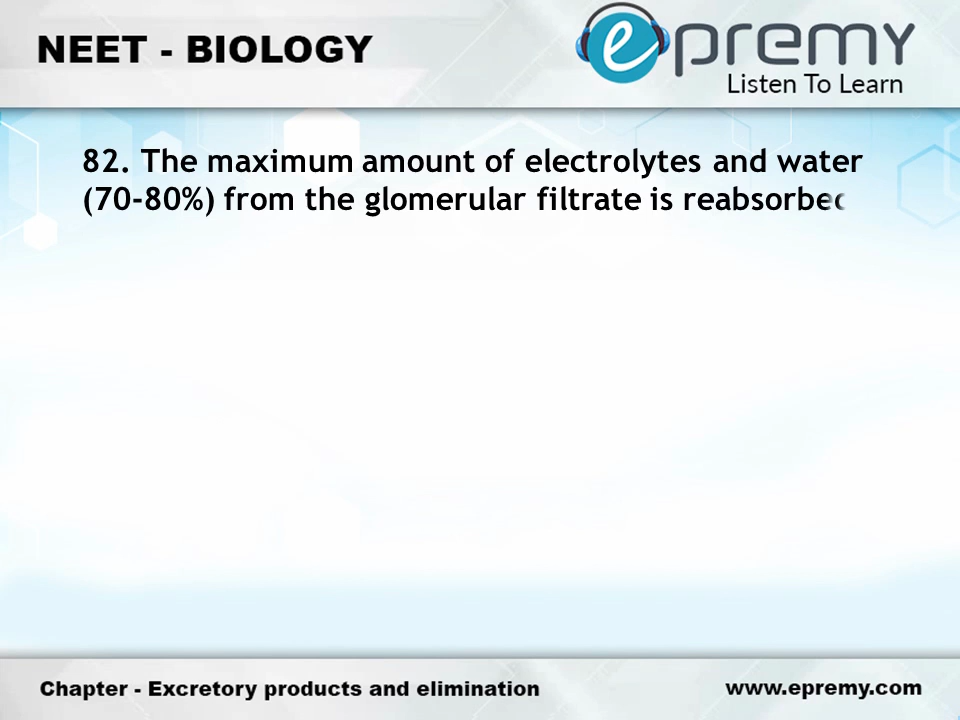 NEET - BIOLOGY
epremy
Listen To Learn
82. The maximum amount of electrolytes and water
(70-80%) from the glomerular filtrate is reabsorbed
Chapter - Excretory products and elimination
www.epremy.com